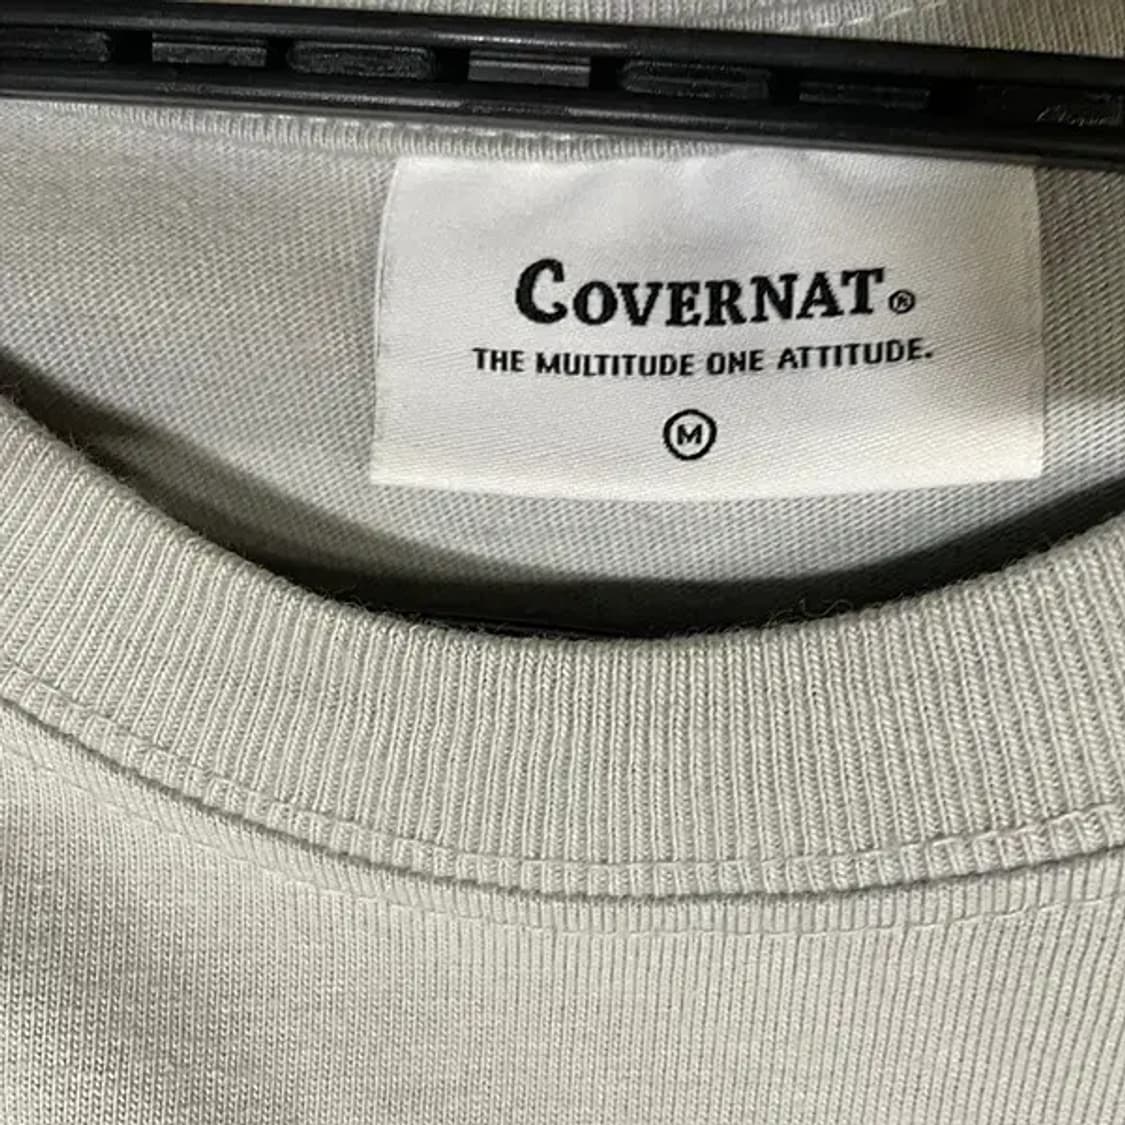 COVERNAT®
THE MULTITUDE ONE ATTITUDE.
M